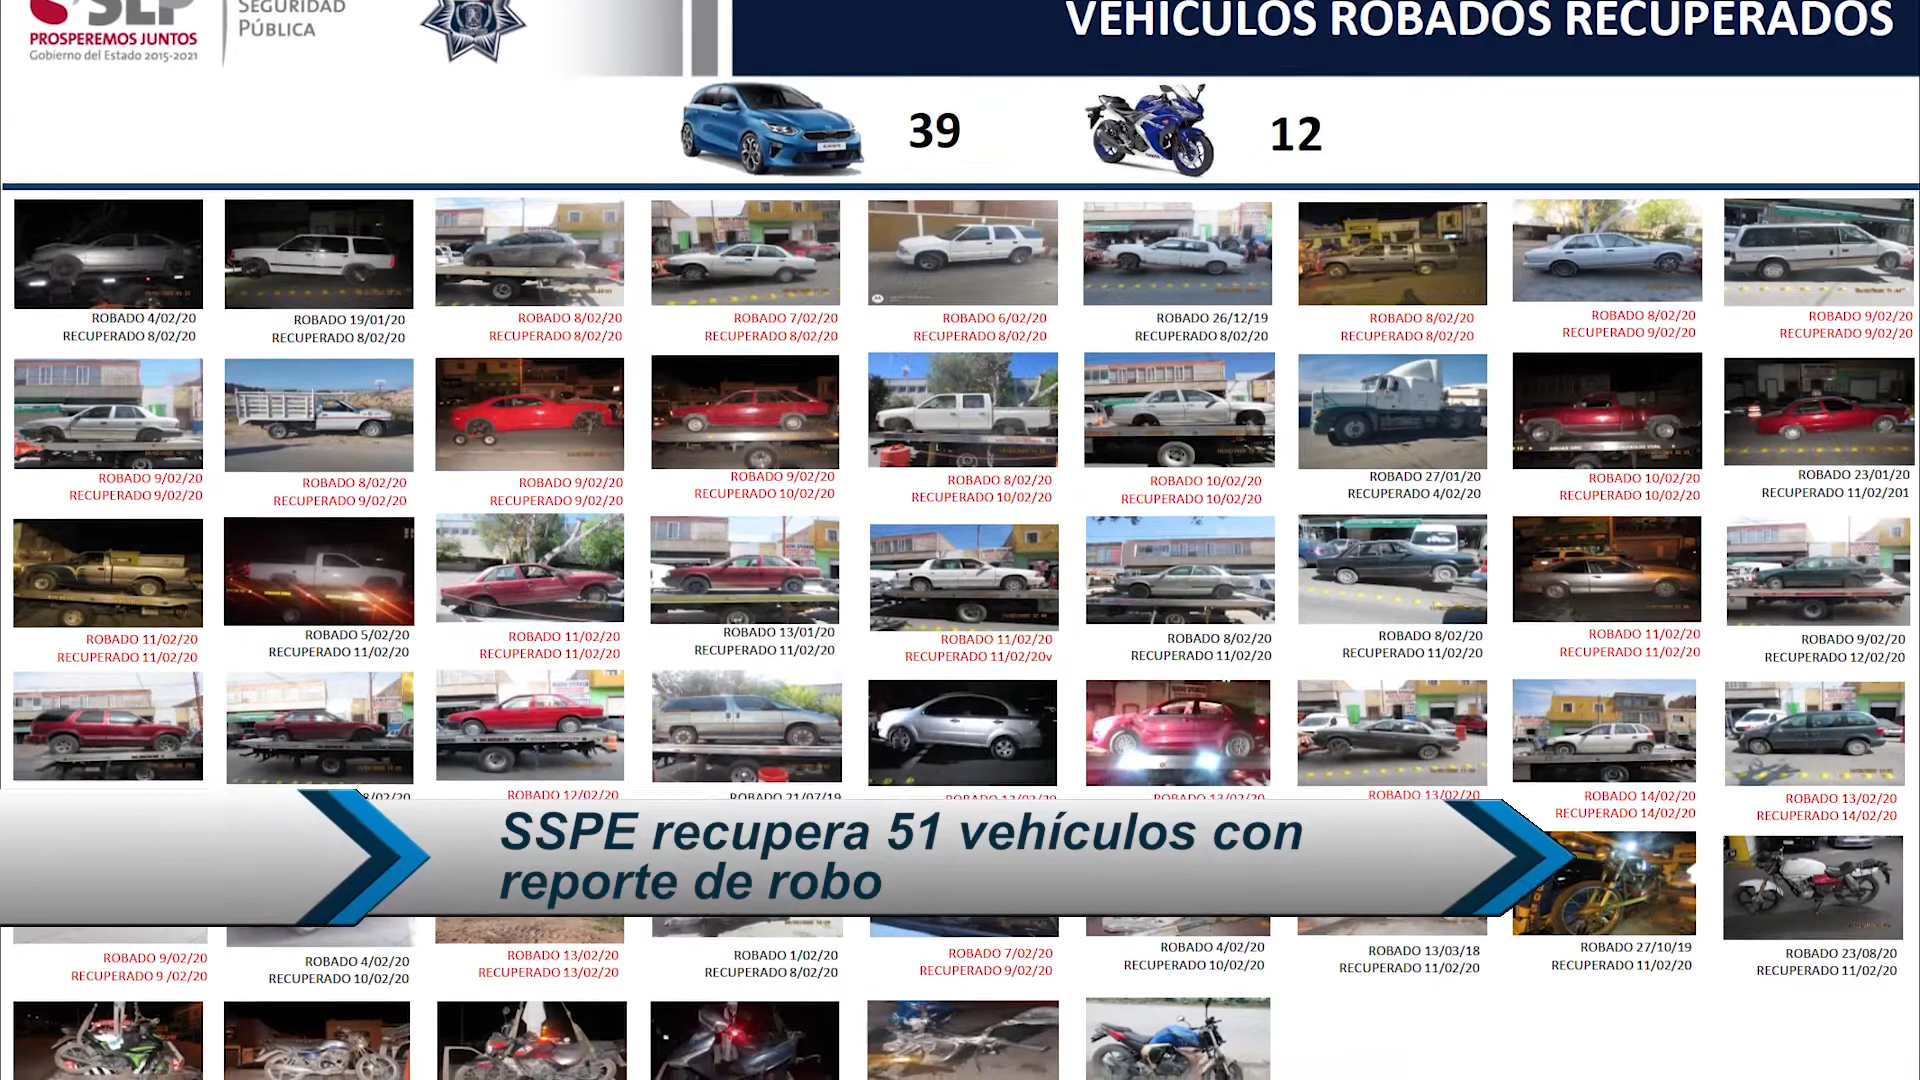 SLP
PROSPEREMOS JUNTOS
Gobierno del Estado 2015-2021
SEGURIDAD
PÚBLICA
VEHÍCULOS ROBADOS RECUPERADOS
39
12
ROBADO 4/02/20
RECUPERADO 8/02/20
ROBADO 19/01/20
RECUPERADO 8/02/20
ROBADO 8/02/20
RECUPERADO 8/02/20
ROBADO 7/02/20
RECUPERADO 8/02/20
ROBADO 6/02/20
RECUPERADO 8/02/20
ROBADO 26/12/19
RECUPERADO 8/02/20
ROBADO 8/02/20
RECUPERADO 8/02/20
ROBADO 8/02/20
RECUPERADO 9/02/20
ROBADO 9/02/20
RECUPERADO 9/02/20
ROBADO 9/02/20
RECUPERADO 9/02/20
ROBADO 8/02/20
RECUPERADO 9/02/20
ROBADO 9/02/20
RECUPERADO 9/02/20
ROBADO 9/02/20
RECUPERADO 10/02/20
ROBADO 8/02/20
RECUPERADO 10/02/20
ROBADO 10/02/20
RECUPERADO 10/02/20
ROBADO 27/01/20
RECUPERADO 4/02/20
ROBADO 10/02/20
RECUPERADO 10/02/20
ROBADO 23/01/20
RECUPERADO 11/02/201
ROBADO 11/02/20
RECUPERADO 11/02/20
ROBADO 5/02/20
RECUPERADO 11/02/20
ROBADO 11/02/20
RECUPERADO 11/02/20
ROBADO 13/01/20
RECUPERADO 11/02/20
ROBADO 11/02/20
RECUPERADO 11/02/20v
ROBADO 8/02/20
RECUPERADO 11/02/20
ROBADO 8/02/20
RECUPERADO 11/02/20
ROBADO 11/02/20
RECUPERADO 11/02/20
ROBADO 9/02/20
RECUPERADO 12/02/20
8/02/20
ROBADO 12/02/20
ROBADO 21/07/19
ROBADO 13/02/20
ROBADO 13/02/20
ROBADO 13/02/20
ROBADO 14/02/20
RECUPERADO 14/02/20
ROBADO 13/02/20
RECUPERADO 14/02/20
SSPE recupera 51 vehículos con
reporte de robo
ROBADO 9/02/20
RECUPERADO 9 /02/20
ROBADO 4/02/20
RECUPERADO 10/02/20
ROBADO 13/02/20
RECUPERADO 13/02/20
ROBADO 1/02/20
RECUPERADO 8/02/20
ROBADO 7/02/20
RECUPERADO 9/02/20
ROBADO 4/02/20
RECUPERADO 10/02/20
ROBADO 13/03/18
RECUPERADO 11/02/20
ROBADO 27/10/19
RECUPERADO 11/02/20
ROBADO 23/08/20
RECUPERADO 11/02/20